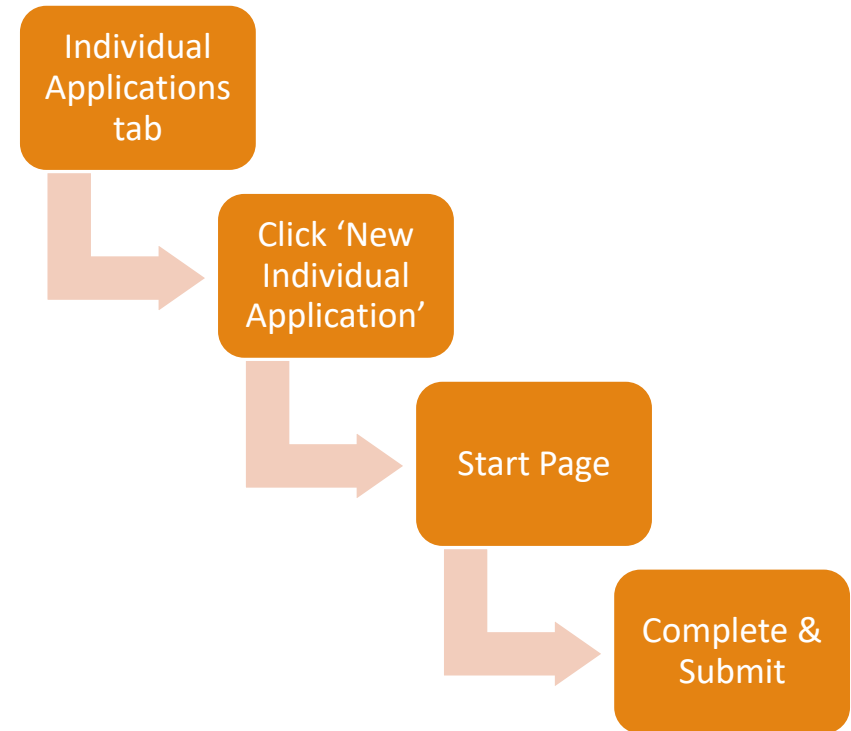 Individual
Applications
tab
Click ‘New
Individual
Application’
Start Page
Complete &
Submit